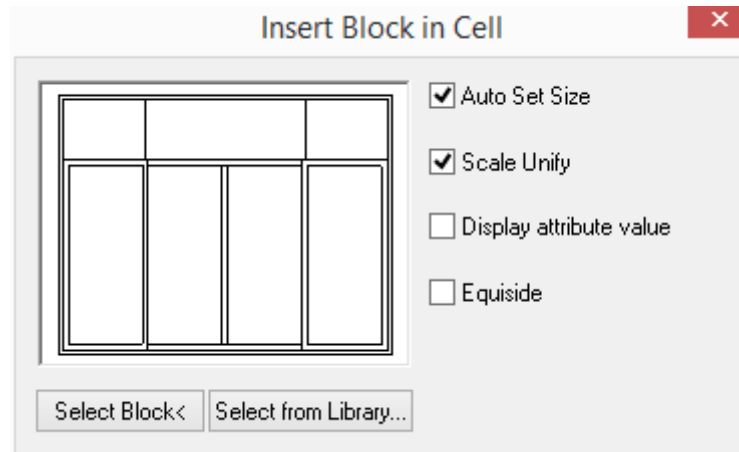 Insert Block in Cell
Auto Set Size
Scale Unify
Display attribute value
Equiside
Select Block<
Select from Library...